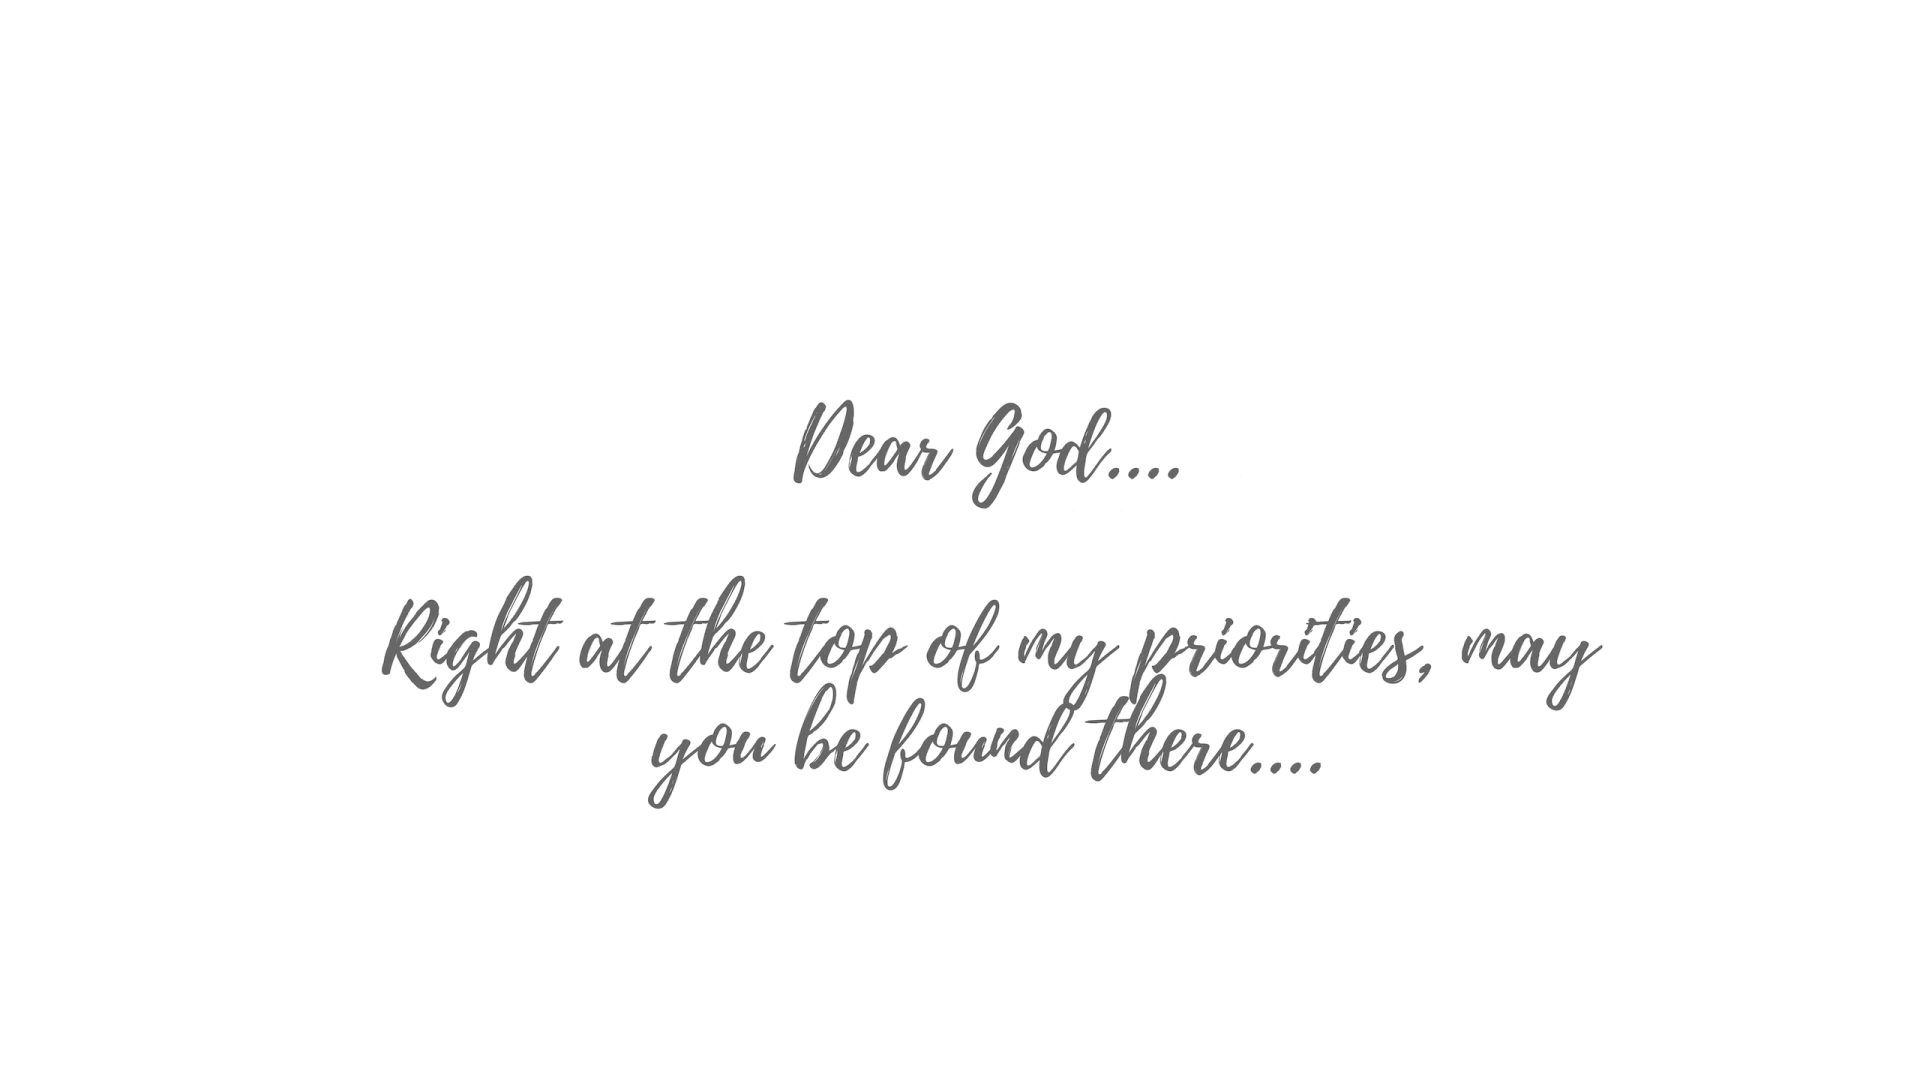 Dear God....
Right at the top of my priorities, may
you be found there....